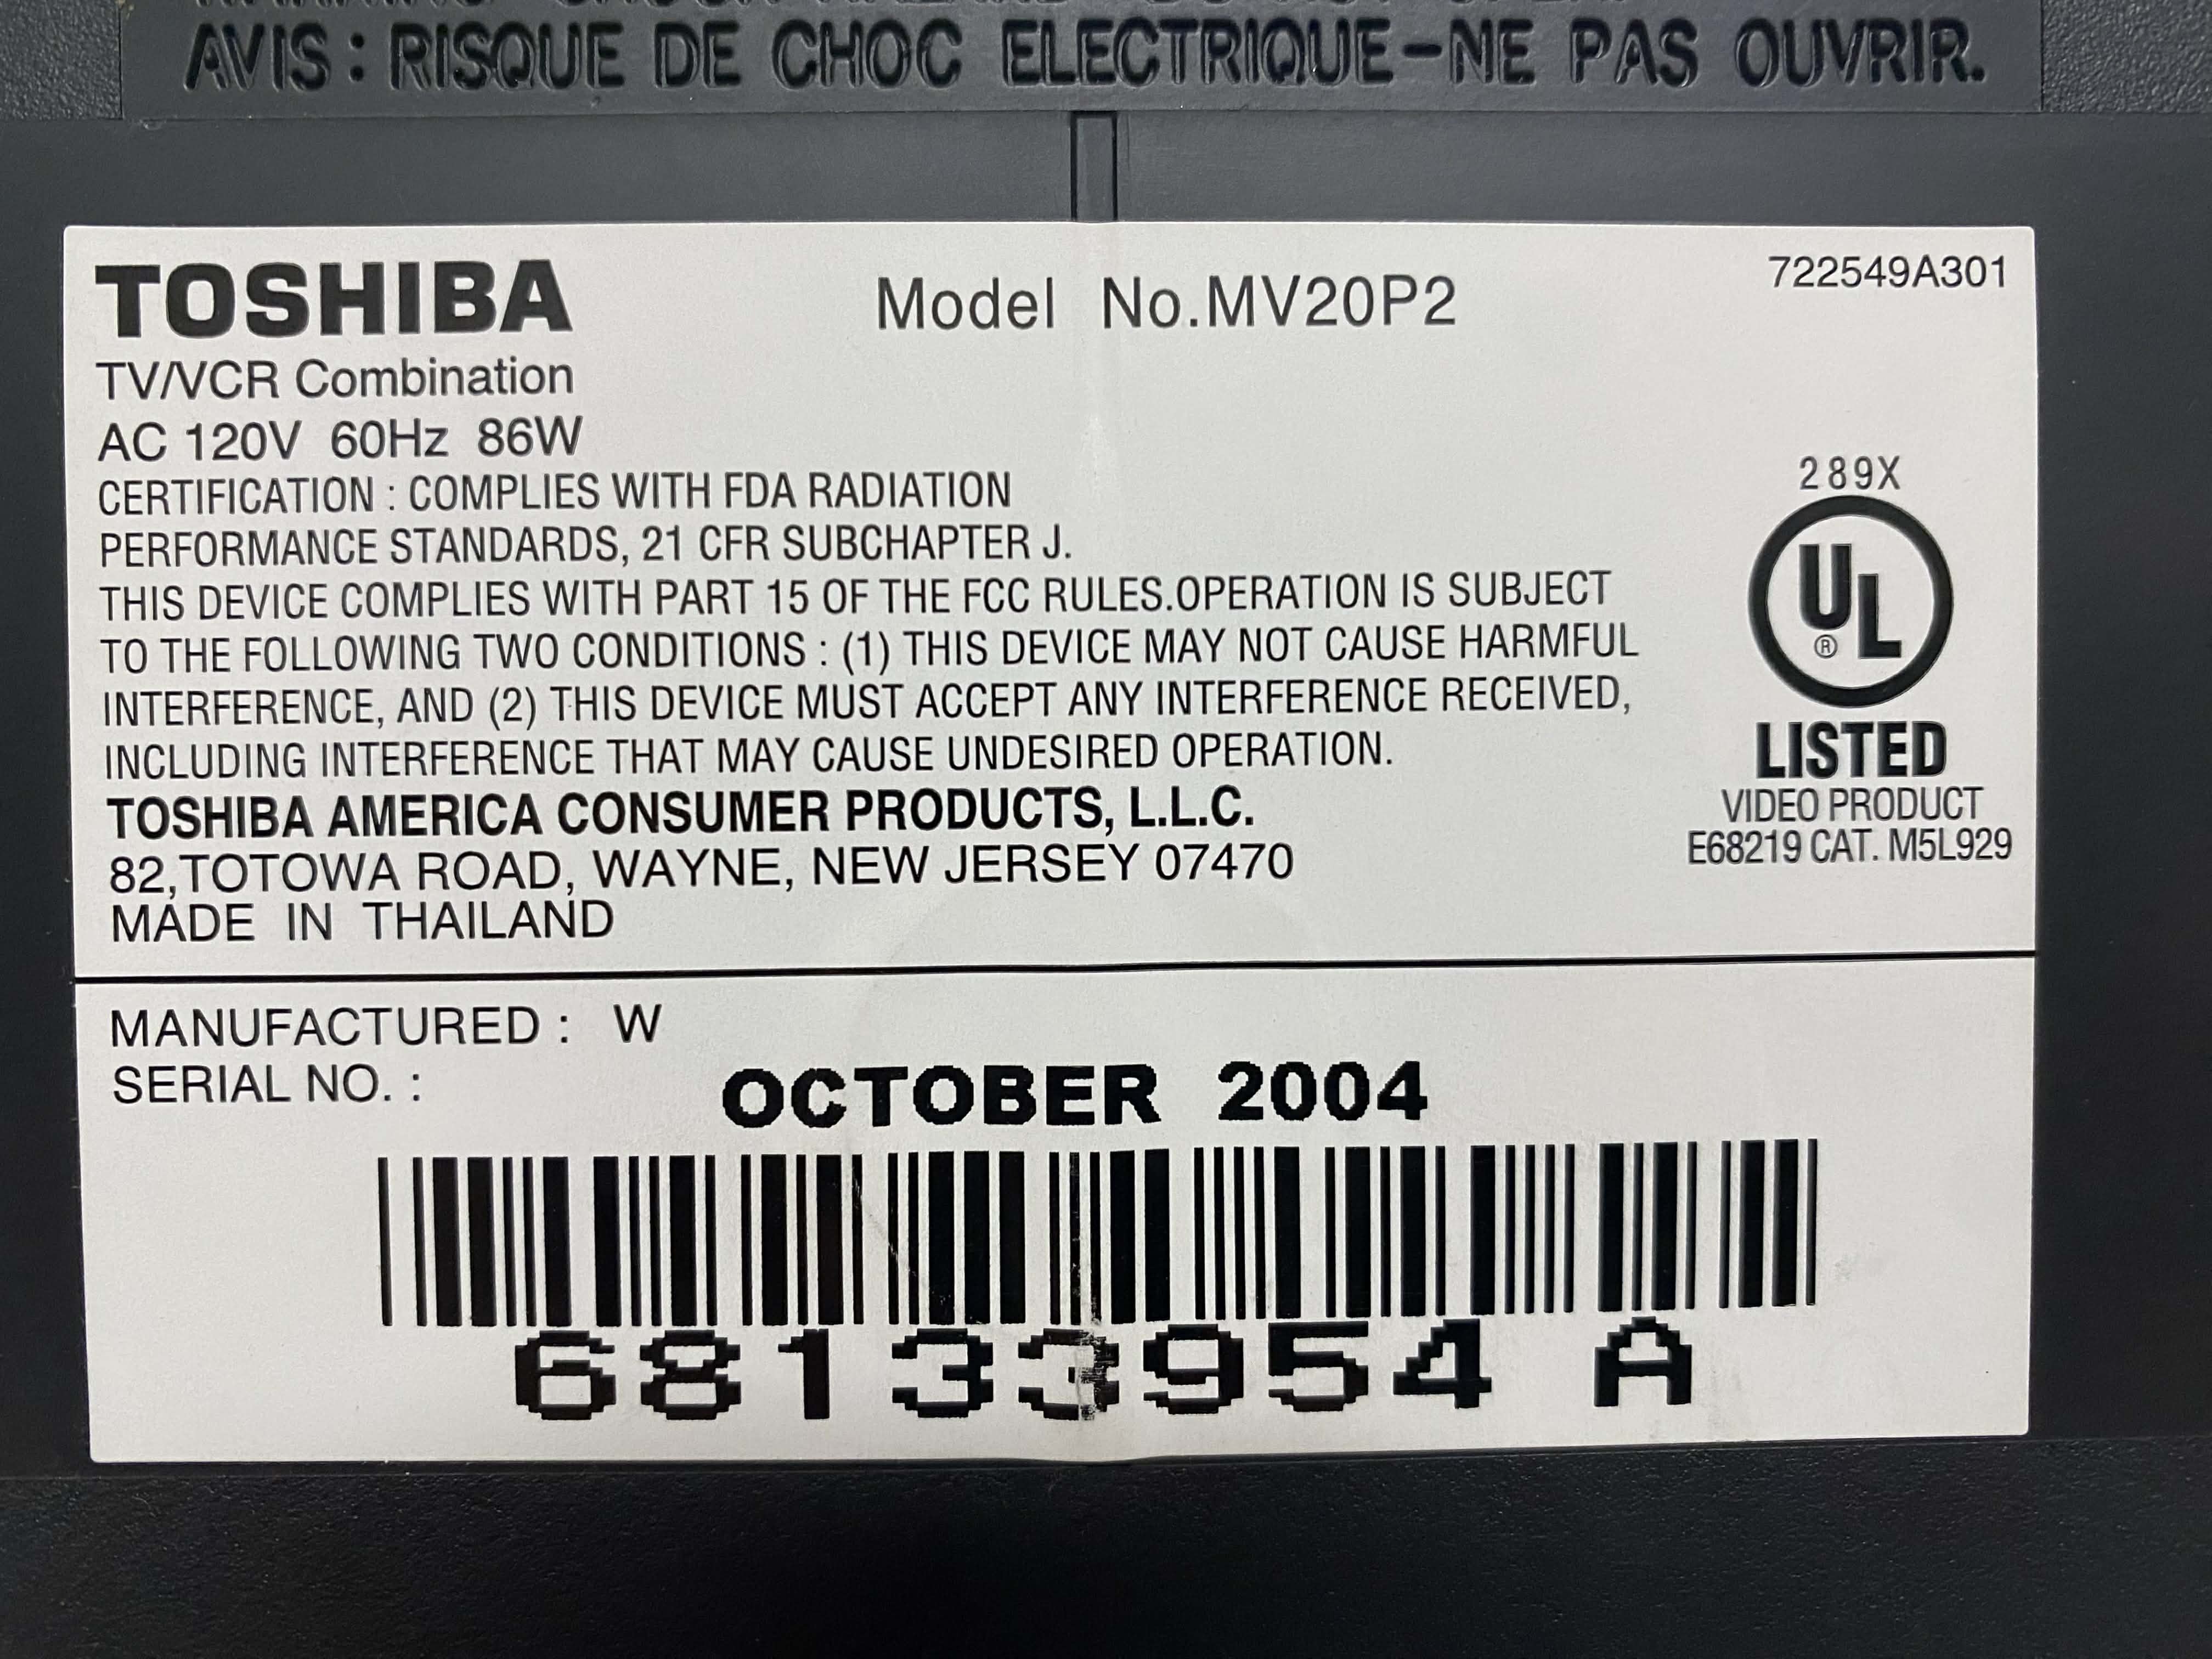 AVIS : RISQUE DE CHOC ELECTRIQUE-NE PAS OUVRIR.
TOSHIBA
Model No.MV20P2
722549A301
TV/VCR Combination
AC 120V 60Hz 86W
CERTIFICATION : COMPLIES WITH FDA RADIATION
PERFORMANCE STANDARDS, 21 CFR SUBCHAPTER J.
THIS DEVICE COMPLIES WITH PART 15 OF THE FCC RULES.OPERATION IS SUBJECT
TO THE FOLLOWING TWO CONDITIONS : (1) THIS DEVICE MAY NOT CAUSE HARMFUL
INTERFERENCE, AND (2) THIS DEVICE MUST ACCEPT ANY INTERFERENCE RECEIVED,
INCLUDING INTERFERENCE THAT MAY CAUSE UNDESIRED OPERATION.
TOSHIBA AMERICA CONSUMER PRODUCTS, L.L.C.
82,TOTOWA ROAD, WAYNE, NEW JERSEY 07470
MADE IN THAILAND
289X
UL
®
LISTED
VIDEO PRODUCT
E68219 CAT. M5L929
MANUFACTURED : W
SERIAL NO. :
OCTOBER 2004
68133954 A